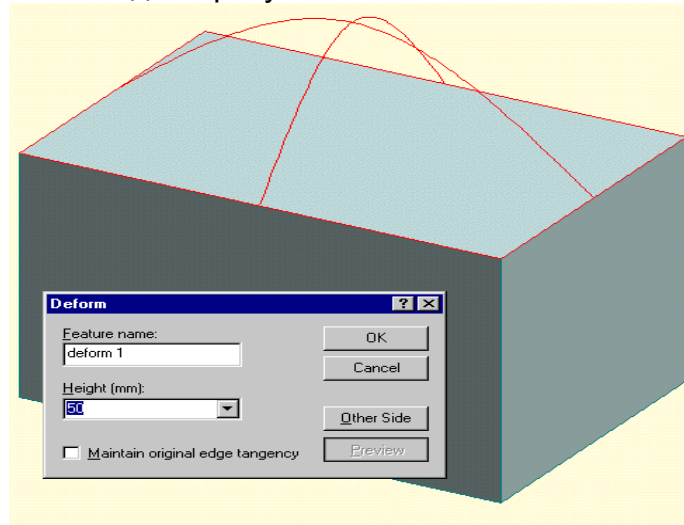 Deform
Feature name:
deform 1
Height (mm):
50
Maintain original edge tangency
OK
Cancel
Other Side
Preview